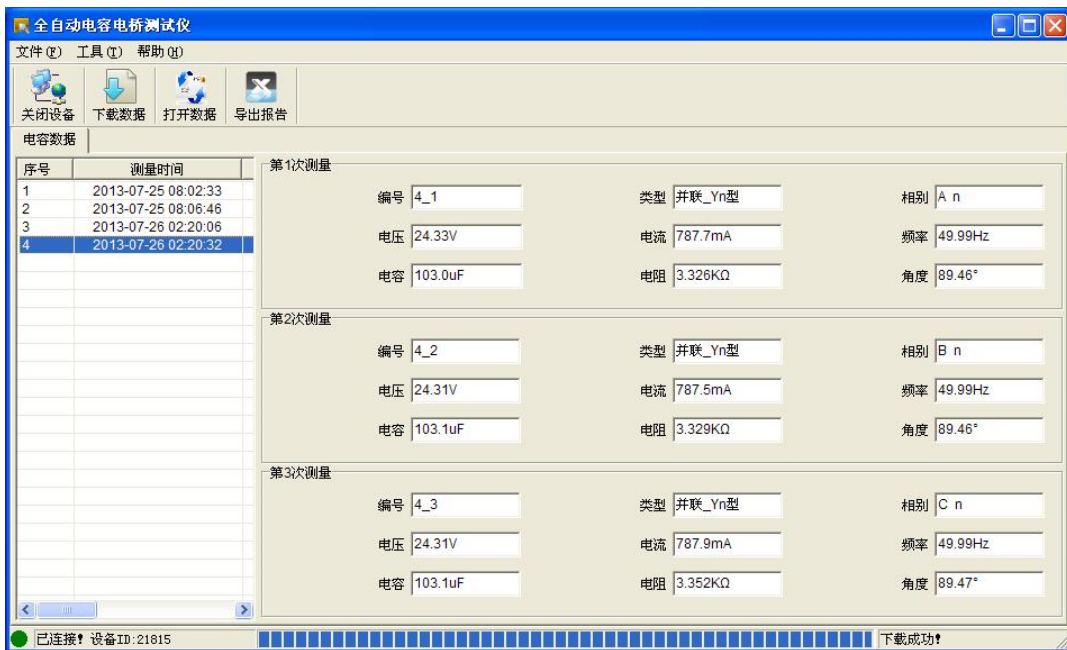 全自动电容电桥测试仪
文件(F) 工具(T) 帮助(H)
关闭设备 下载数据 打开数据 导出报告
电容数据
序号 测量时间
1 2013-07-25 08:02:33
2 2013-07-25 08:06:46
3 2013-07-26 02:20:06
4 2013-07-26 02:20:32
第1次测量
编号 4_1 类型 并联_Yn型 相别 A n
电压 24.33V 电流 787.7mA 频率 49.99Hz
电容 103.0uF 电阻 3.326KΩ 角度 89.46°
第2次测量
编号 4_2 类型 并联_Yn型 相别 B n
电压 24.31V 电流 787.5mA 频率 49.99Hz
电容 103.1uF 电阻 3.329KΩ 角度 89.46°
第3次测量
编号 4_3 类型 并联_Yn型 相别 C n
电压 24.31V 电流 787.9mA 频率 49.99Hz
电容 103.1uF 电阻 3.352KΩ 角度 89.47°
已连接! 设备ID:21815 下载成功!